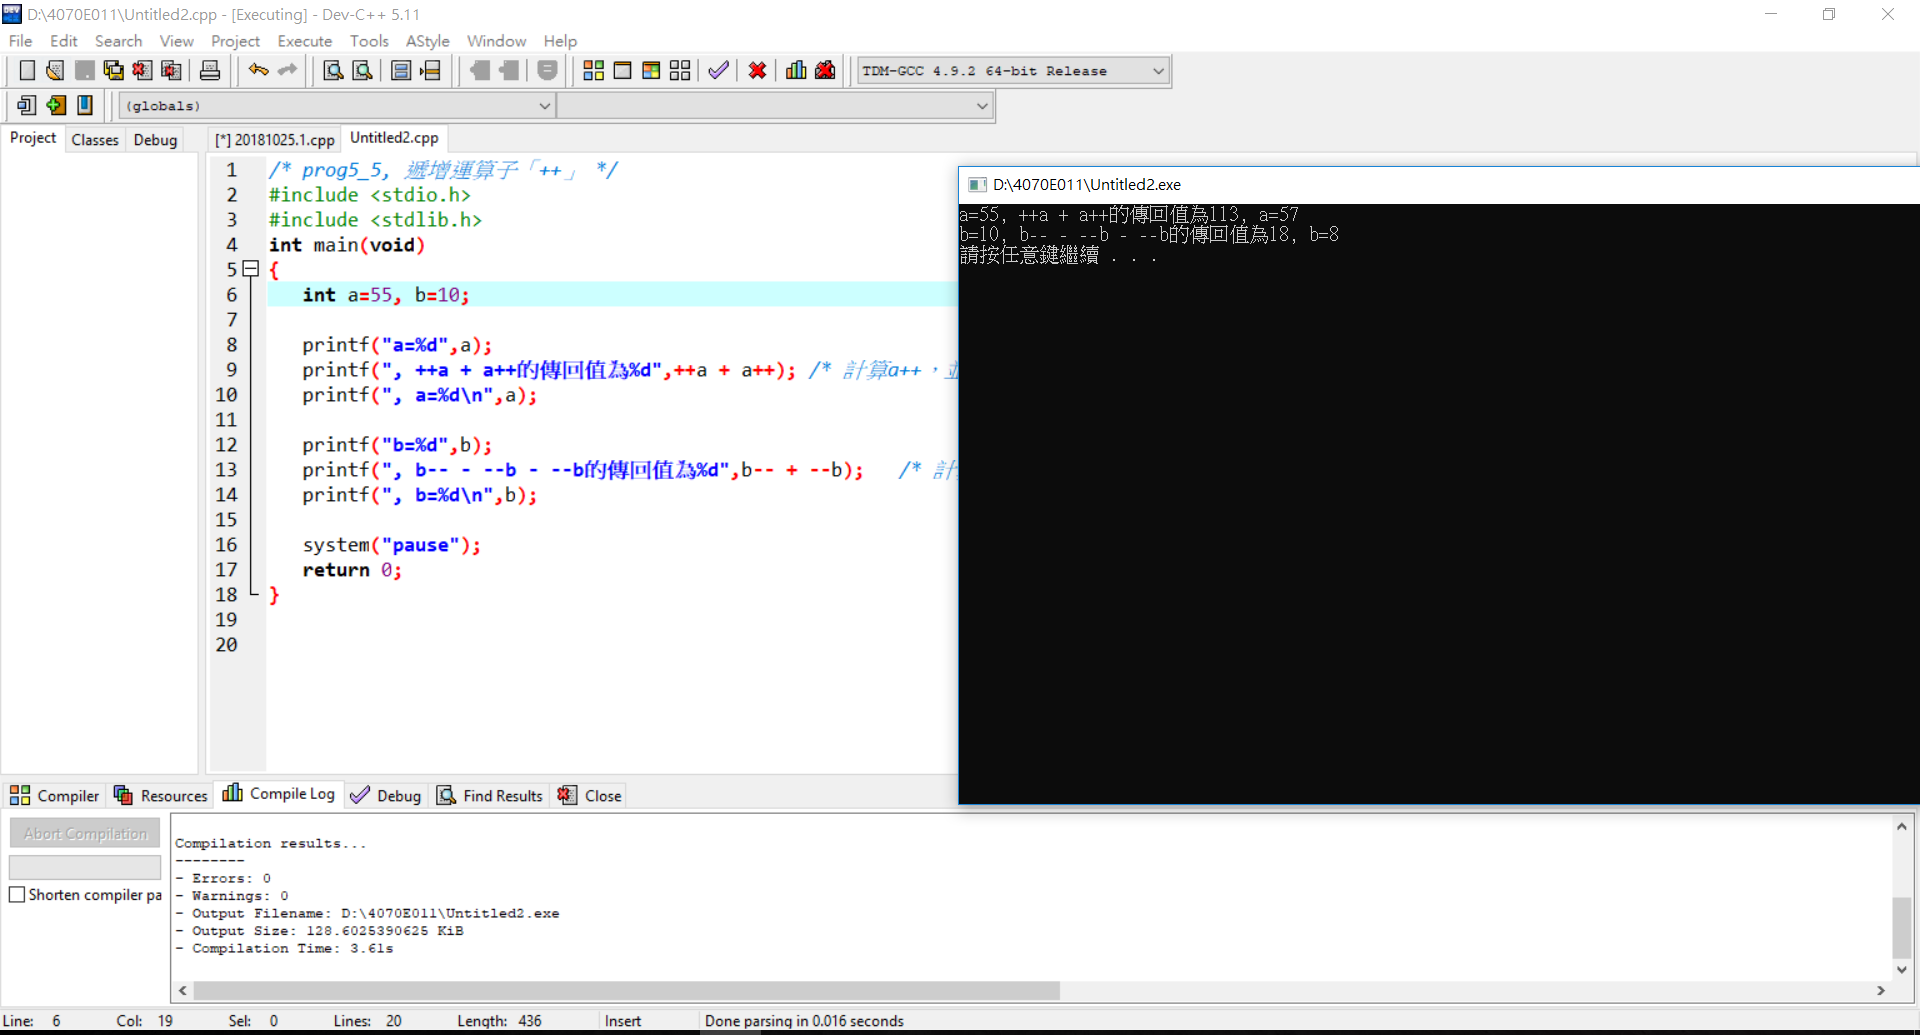 D:\4070E011\Untitled2.cpp - [Executing] - Dev-C++ 5.11
File Edit Search View Project Execute Tools AStyle Window Help
TDM-GCC 4.9.2 64-bit Release
(globals)
Project Classes Debug
[*] 20181025.1.cpp Untitled2.cpp
1 /* prog5_5, 遞增運算子「++」 */
2 #include <stdio.h>
3 #include <stdlib.h>
4 int main(void)
5 {
6 int a=55, b=10;
7
8 printf("a=%d",a);
9 printf(", ++a + a++的傳回值為%d",++a + a++); /* 計算a++，並
10 printf(", a=%d\n",a);
11
12 printf("b=%d",b);
13 printf(", b-- - --b - --b的傳回值為%d",b-- + --b); /* 計
14 printf(", b=%d\n",b);
15
16 system("pause");
17 return 0;
18 }
19
20
D:\4070E011\Untitled2.exe
a=55, ++a + a++的傳回值為113, a=57
b=10, b-- - --b - --b的傳回值為18, b=8
請按任意鍵繼續 . . .
Compiler Resources Compile Log Debug Find Results Close
Abort Compilation
Shorten compiler pa
Compilation results...
--------
- Errors: 0
- Warnings: 0
- Output Filename: D:\4070E011\Untitled2.exe
- Output Size: 128.6025390625 KiB
- Compilation Time: 3.61s
Line: 6 Col: 19 Sel: 0 Lines: 20 Length: 436 Insert Done parsing in 0.016 seconds